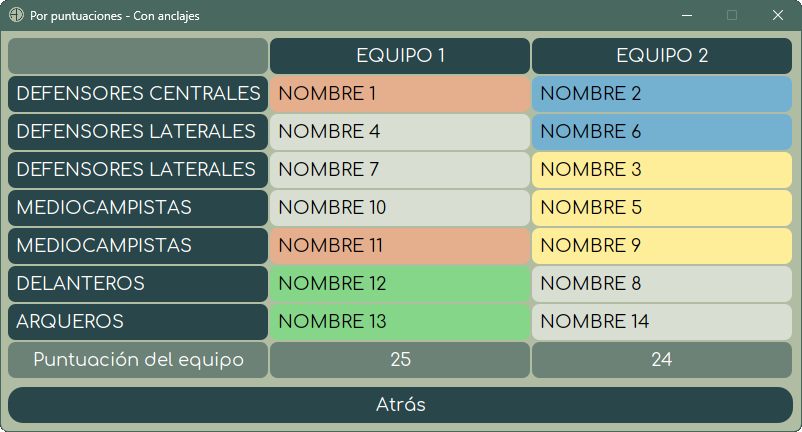 Por puntuaciones - Con anclajes
EQUIPO 1 EQUIPO 2
DEFENSORES CENTRALES NOMBRE 1 NOMBRE 2
DEFENSORES LATERALES NOMBRE 4 NOMBRE 6
DEFENSORES LATERALES NOMBRE 7 NOMBRE 3
MEDIOCAMPISTAS NOMBRE 10 NOMBRE 5
MEDIOCAMPISTAS NOMBRE 11 NOMBRE 9
DELANTEROS NOMBRE 12 NOMBRE 8
ARQUEROS NOMBRE 13 NOMBRE 14
Puntuación del equipo 25 24
Atrás